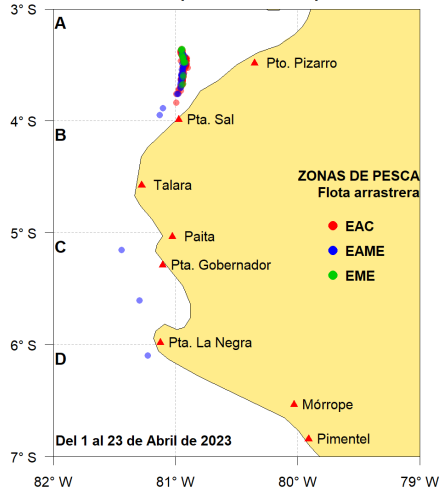 3° S
A
Pto. Pizarro
4° S
Pta. Sal
B
ZONAS DE PESCA
Talara
Flota arrastrera
EAC
5° S
Paita
C
EAME
Pta. Gobernador
EME
6° S
Pta. La Negra
D
Mórrope
Del 1 al 23 de Abril de 2023
Pimentel
7° S
82° W
81° W
80° W
79° W